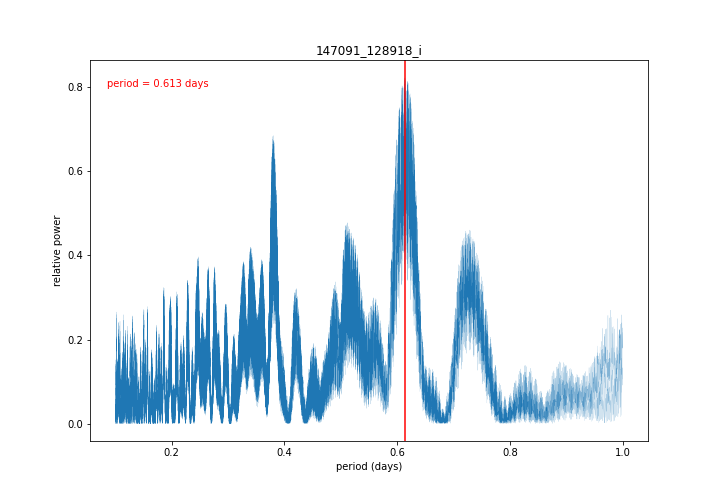 147091_128918_i
period = 0.613 days
relative power
0.8
0.6
0.4
0.2
0.0
0.2 0.4 0.6 0.8 1.0
period (days)